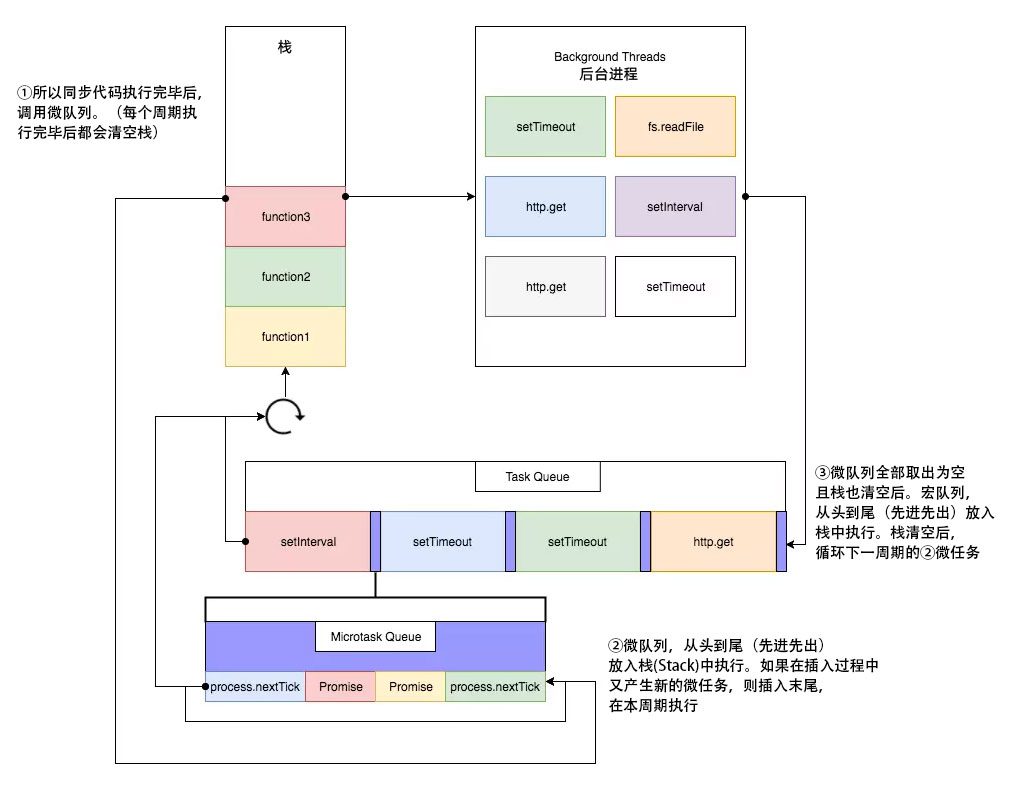 栈
①所以同步代码执行完毕后，
调用微队列。（每个周期执
行完毕后都会清空栈）
function3
function2
function1
Background Threads
后台进程
setTimeout
fs.readFile
http.get
setInterval
http.get
setTimeout
Task Queue
setInterval
setTimeout
setTimeout
http.get
③微队列全部取出为空
且栈也清空后。宏队列，
从头到尾（先进先出）放入
栈中执行。栈清空后，
循环下一周期的②微任务
Microtask Queue
process.nextTick
Promise
Promise
process.nextTick
②微队列，从头到尾（先进先出）
放入栈(Stack)中执行。如果在插入过程中
又产生新的微任务，则插入末尾，
在本周期执行